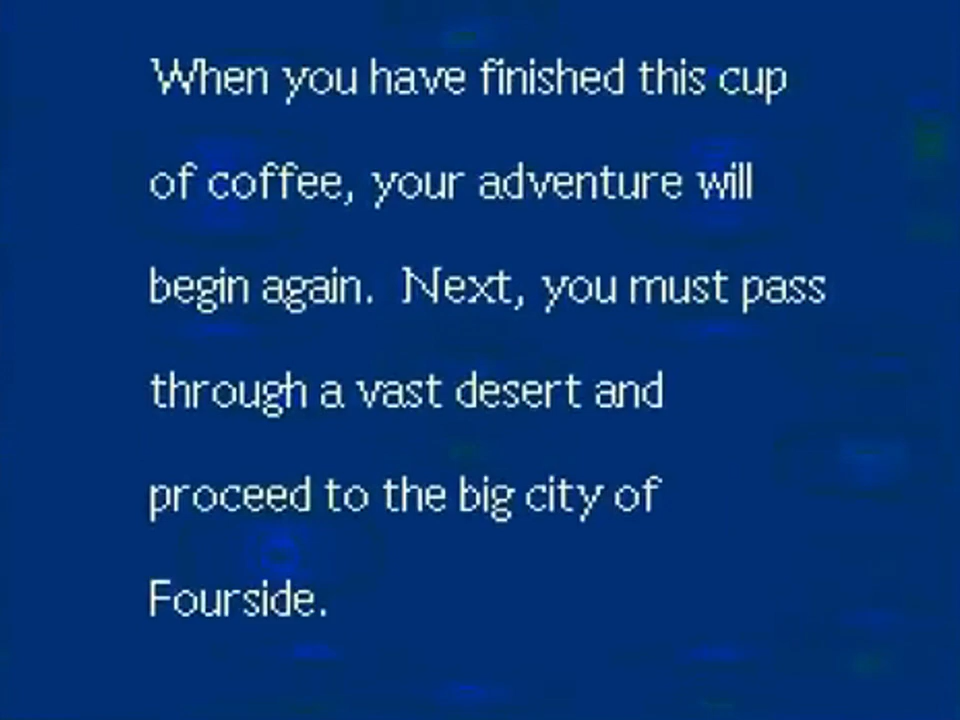 When you have finished this cup
of coffee, your adventure will
begin again.  Next, you must pass
through a vast desert and
proceed to the big city of
Fourside.